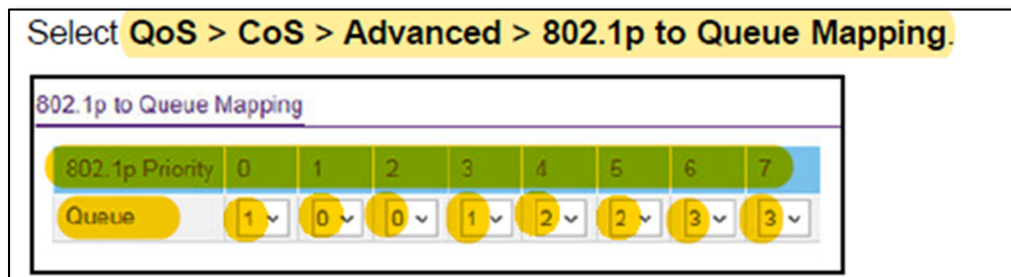 Select QoS > CoS > Advanced > 802.1p to Queue Mapping.
802.1p to Queue Mapping
802.1p Priority 0 1 2 3 4 5 6 7
Queue 1 0 0 1 2 2 3 3